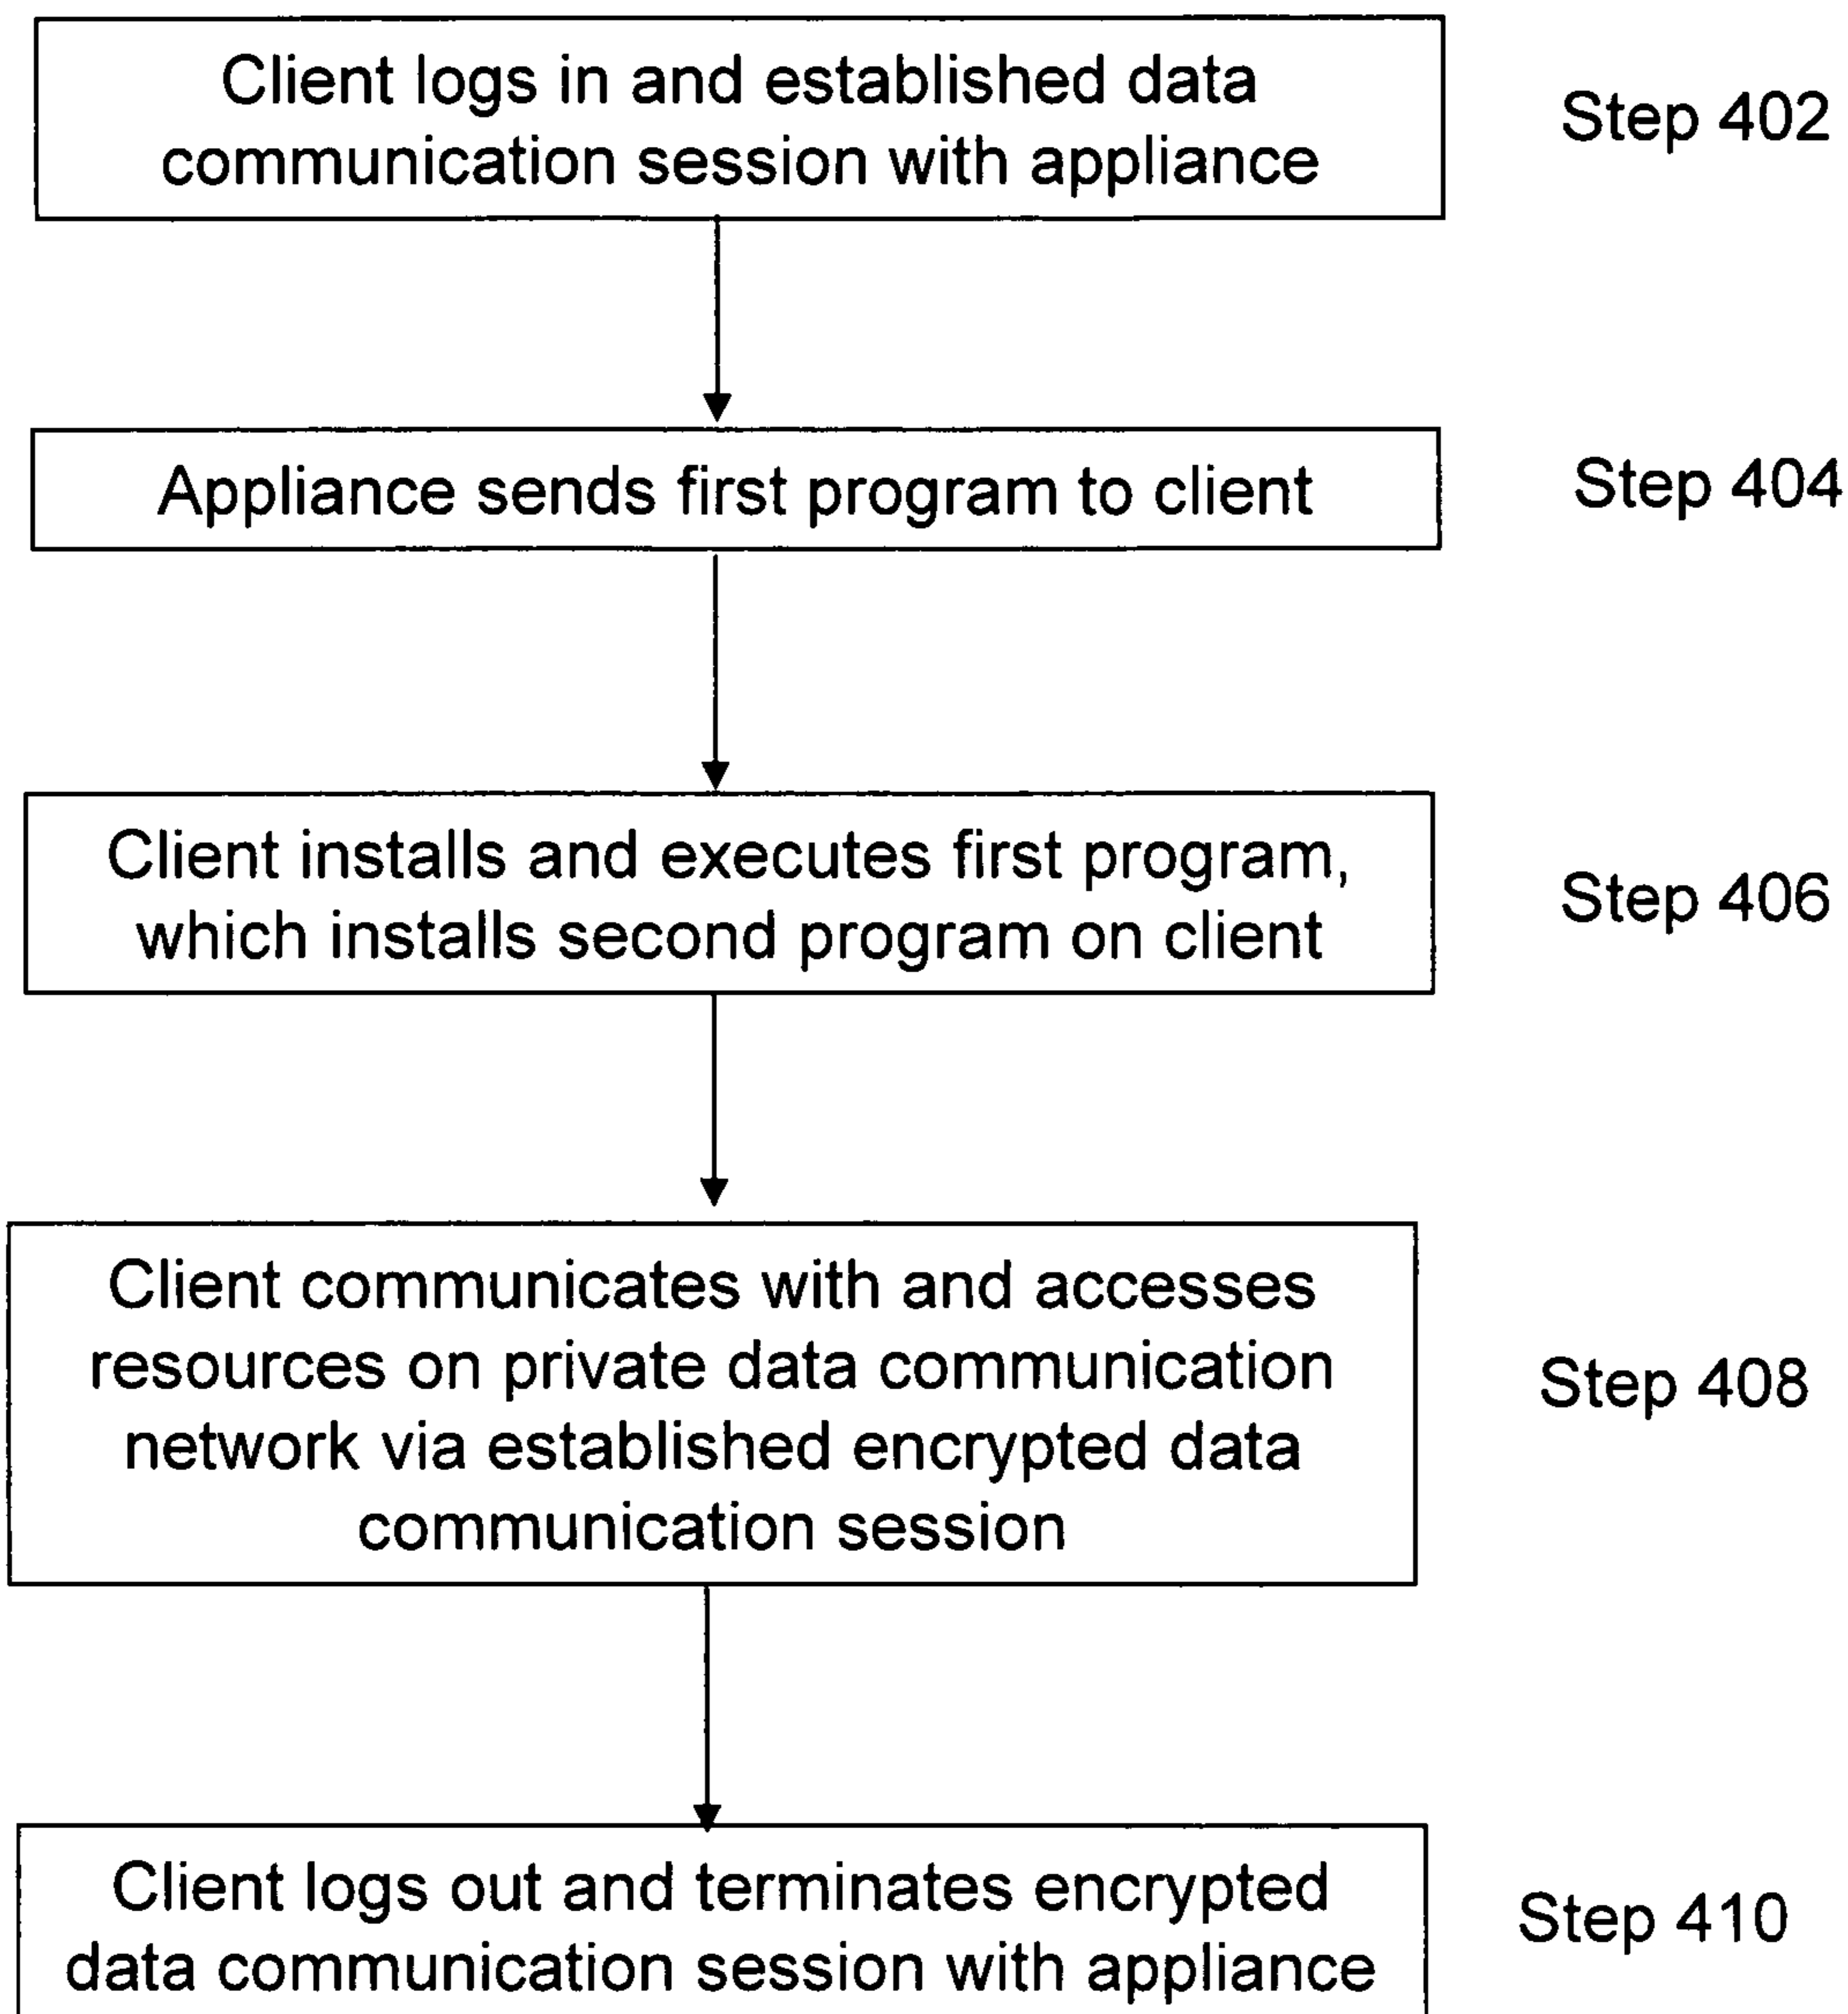 Client logs in and established data
communication session with appliance
Step 402
Appliance sends first program to client
Step 404
Client installs and executes first program,
which installs second program on client
Step 406
Client communicates with and accesses
resources on private data communication
network via established encrypted data
communication session
Step 408
Client logs out and terminates encrypted
data communication session with appliance
Step 410